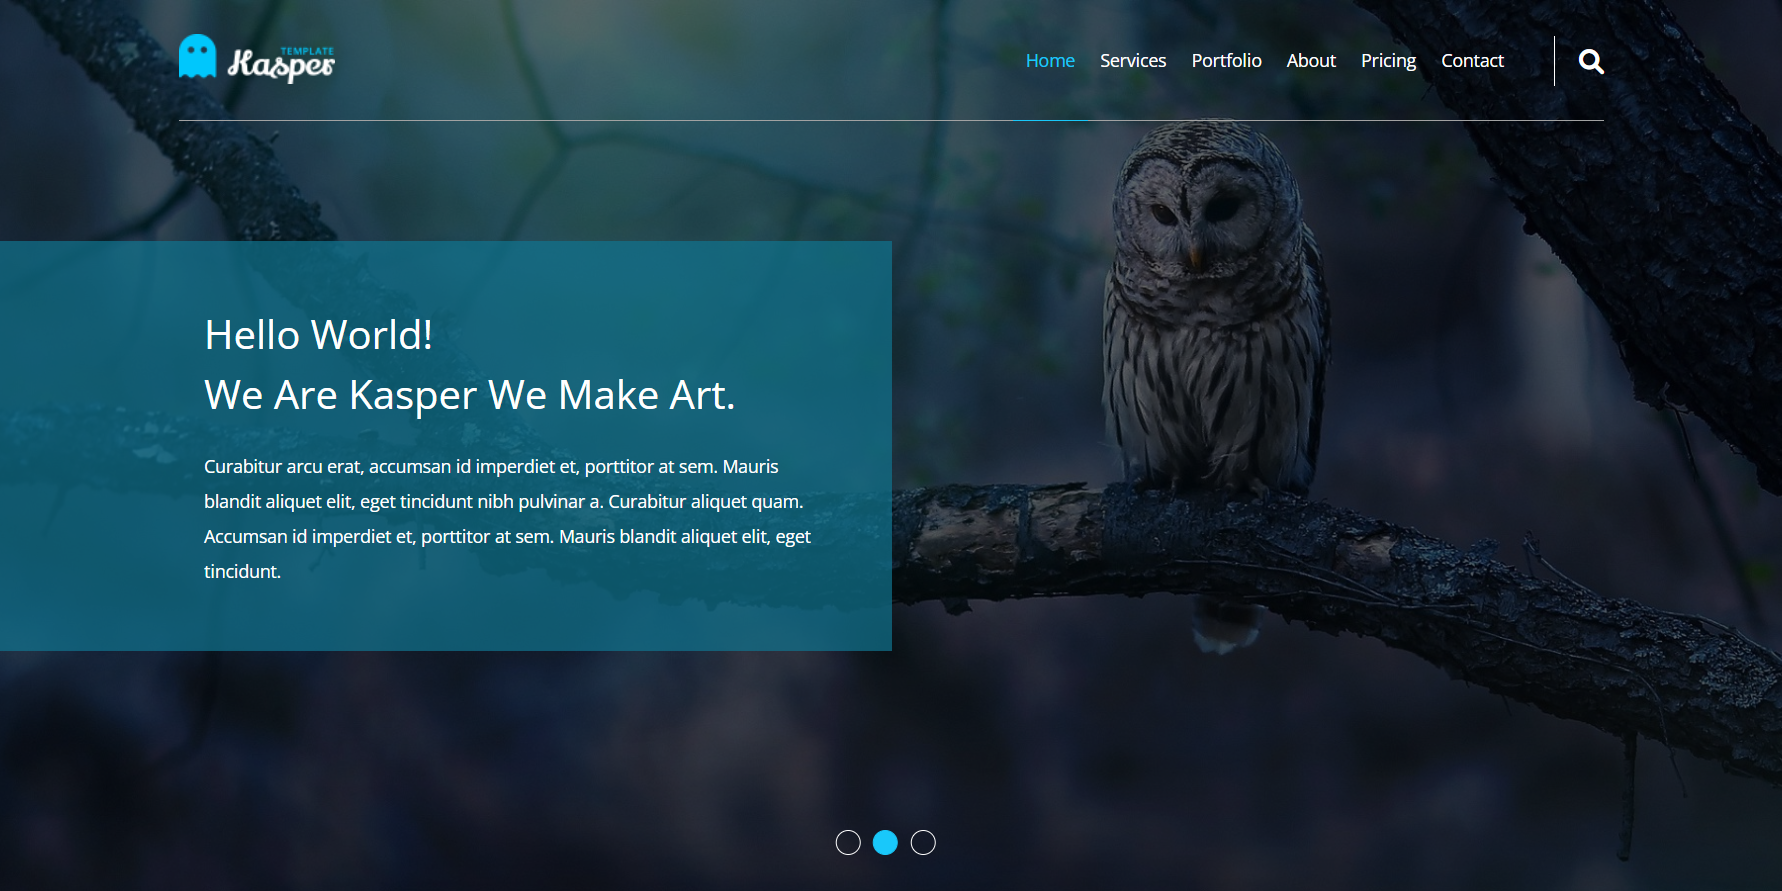 TEMPLATE
Kasper
Home Services Portfolio About Pricing Contact
Hello World!
We Are Kasper We Make Art.
Curabitur arcu erat, accumsan id imperdiet et, porttitor at sem. Mauris
blandit aliquet elit, eget tincidunt nibh pulvinar a. Curabitur aliquet quam.
Accumsan id imperdiet et, porttitor at sem. Mauris blandit aliquet elit, eget
tincidunt.